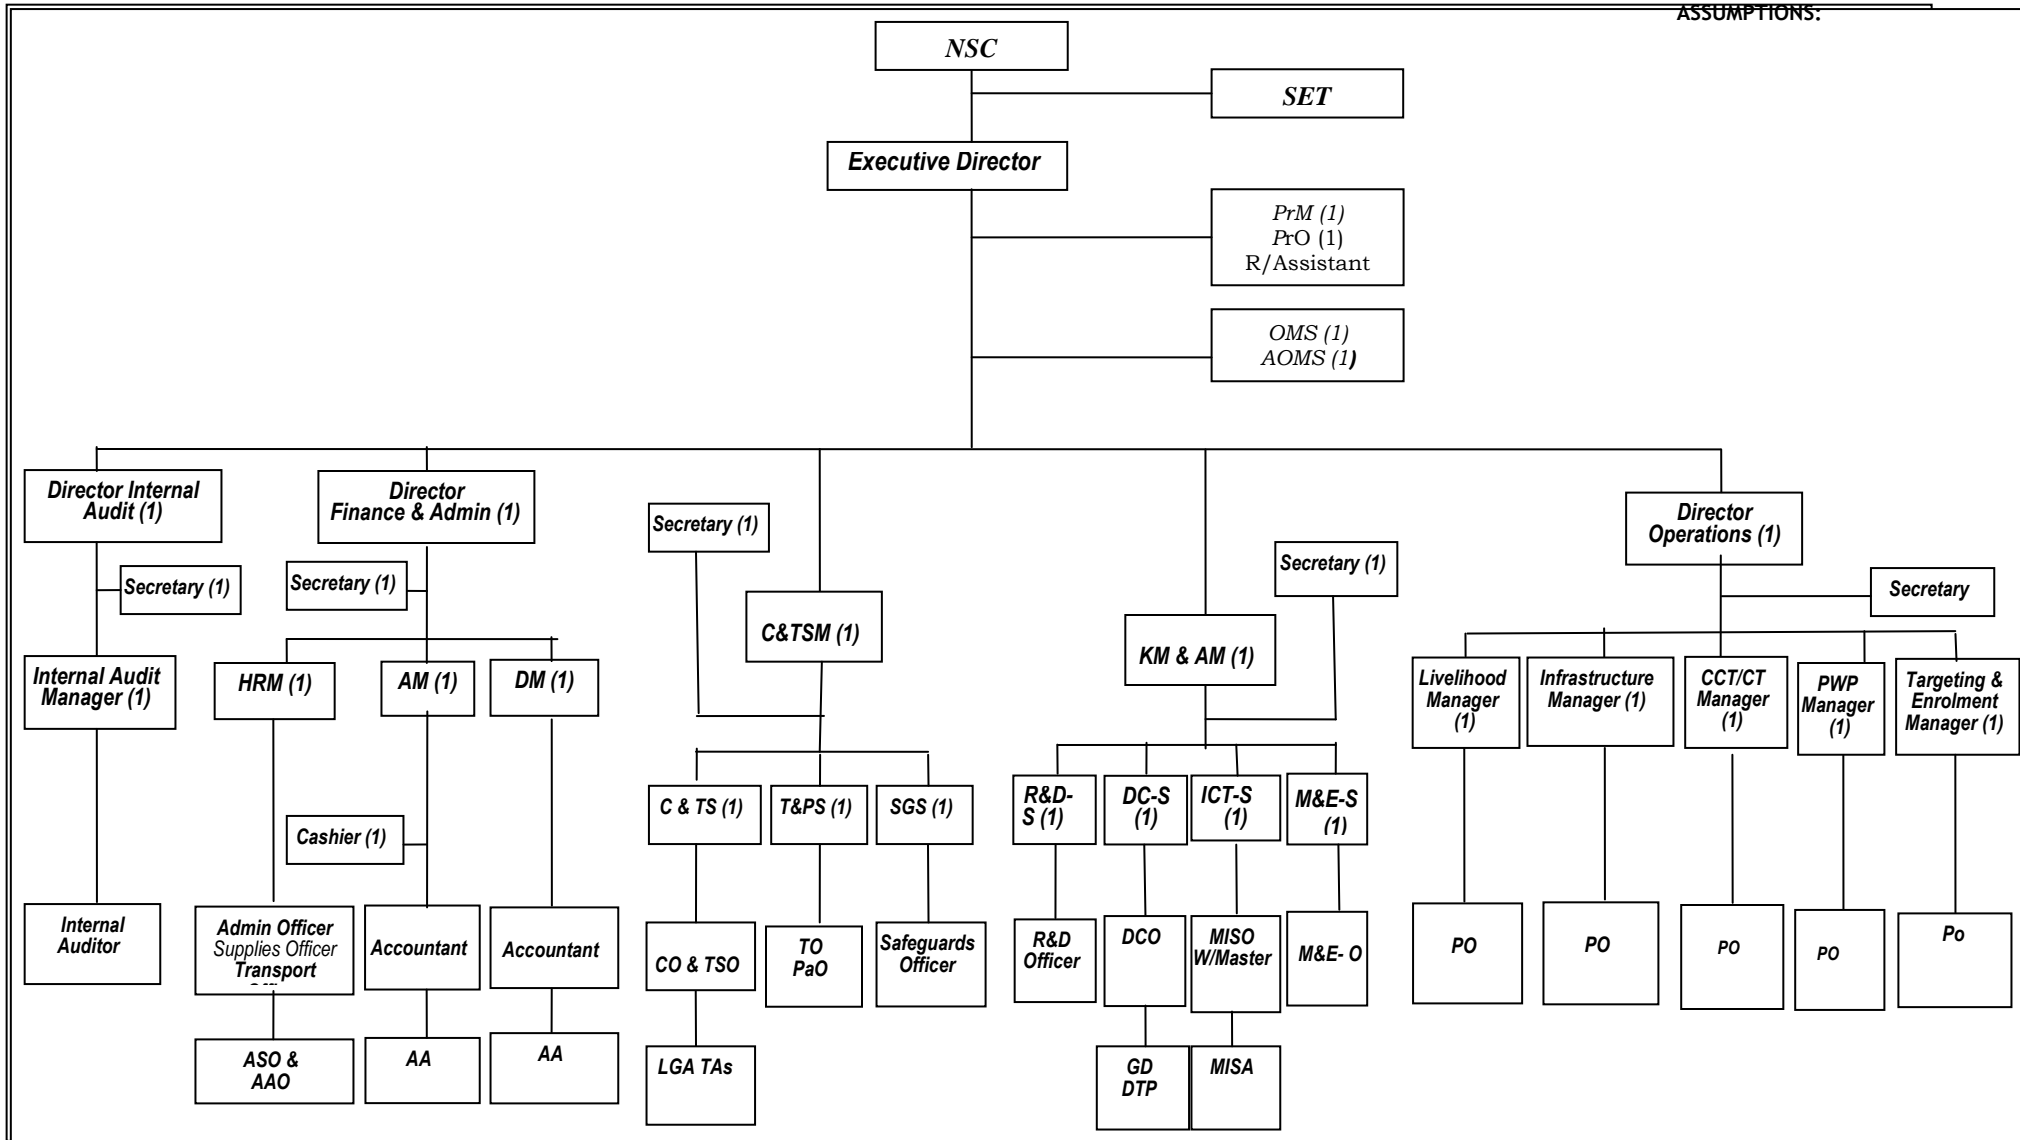 ASSUMPTIONS:
NSC
SET
Executive Director
PrM (1)
PrO (1)
R/Assistant
OMS (1)
AOMS (1)
Director Internal
Audit (1)
Director
Finance & Admin (1)
Secretary (1)
Secretary (1)
Director
Operations (1)
Secretary (1)
Secretary (1)
Secretary
C&TSM (1)
KM & AM (1)
Internal Audit
Manager (1)
HRM (1)
AM (1)
DM (1)
Livelihood
Manager
(1)
Infrastructure
Manager (1)
CCT/CT
Manager
(1)
PWP
Manager
(1)
Targeting &
Enrolment
Manager (1)
Cashier (1)
C & TS (1)
T&PS (1)
SGS (1)
R&D-
S (1)
DC-S
(1)
ICT-S
(1)
M&E-S
(1)
Internal
Auditor
Admin Officer
Supplies Officer
Transport
Accountant
Accountant
CO & TSO
TO
PaO
Safeguards
Officer
R&D
Officer
DCO
MISO
W/Master
M&E- O
PO
PO
PO
PO
Po
ASO &
AAO
AA
AA
LGA TAs
GD
DTP
MISA